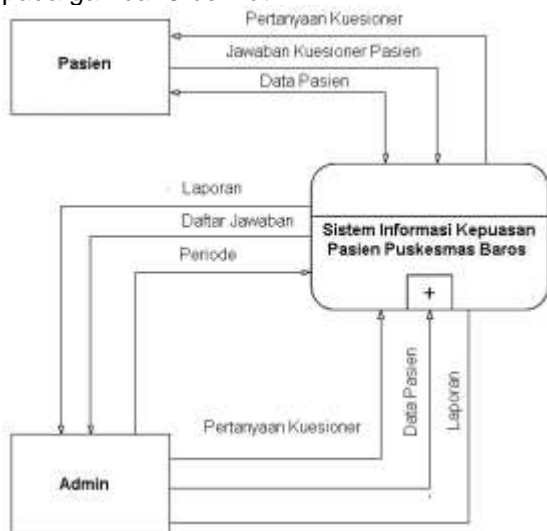 Pertanyaan Kuesioner
Pasien
Jawaban Kuesioner Pasien
Data Pasien
Laporan
Daftar Jawaban
Periode
Sistem Informasi Kepuasan
Pasien Puskesmas Baros
+
Pertanyaan Kuesioner
Data Pasien
Laporan
Admin